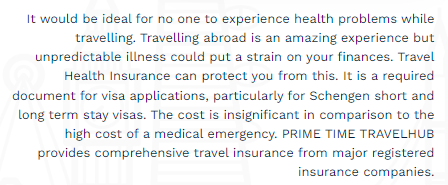 It would be ideal for no one to experience health problems while
travelling. Travelling abroad is an amazing experience but
unpredictable illness could put a strain on your finances. Travel
Health Insurance can protect you from this. It is a required
document for visa applications, particularly for Schengen short and
long term stay visas. The cost is insignificant in comparison to the
high cost of a medical emergency. PRIME TIME TRAVELHUB
provides comprehensive travel insurance from major registered
insurance companies.